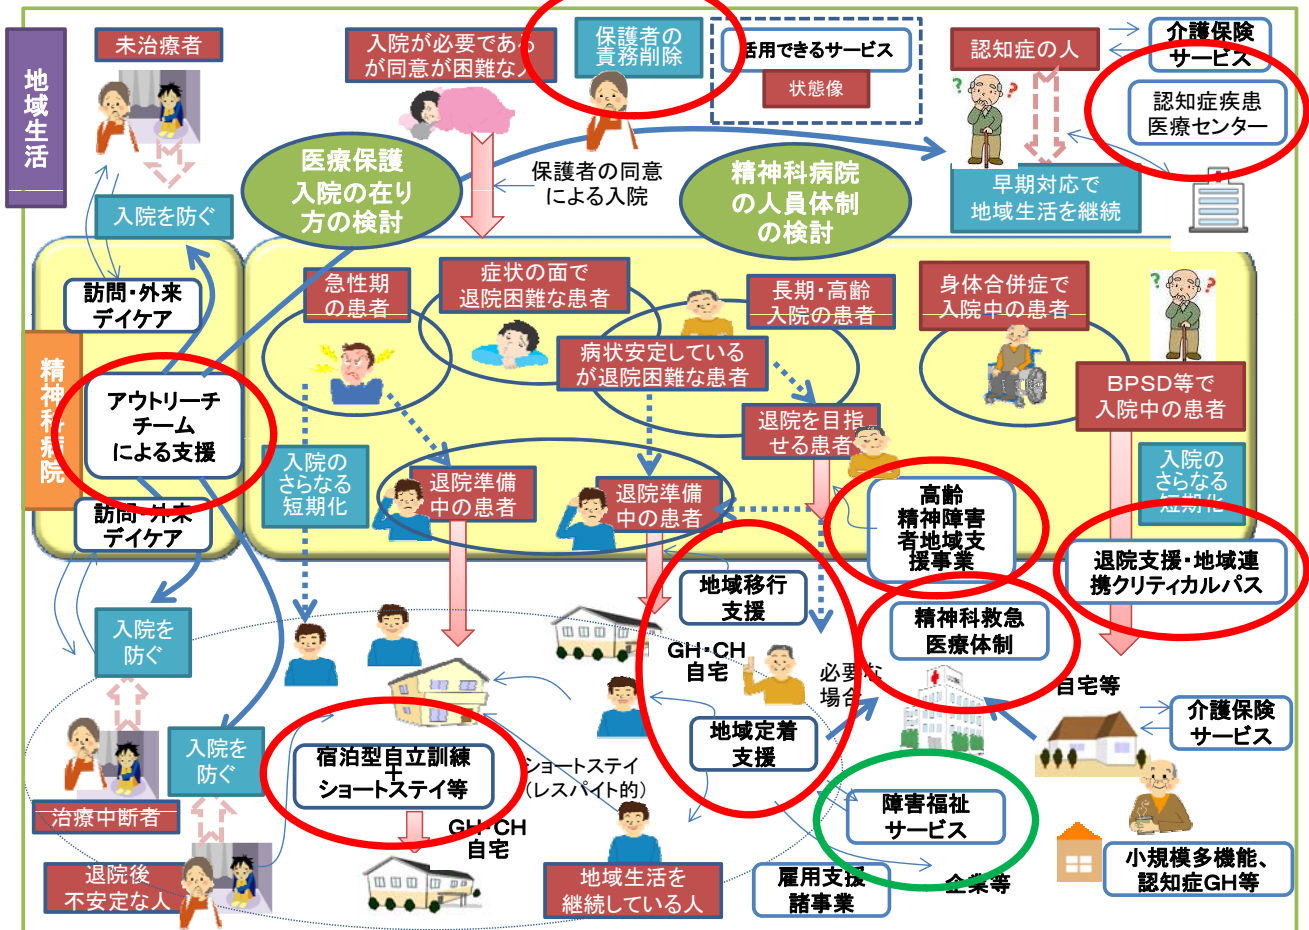 地域生活
未治療者
入院が必要である
が同意が困難な人
保護者の
責務削除
活用できるサービス
状態像
認知症の人
介護保険
サービス
認知症疾患
医療センター
医療保護
入院の在り
方の検討
保護者の同意
による入院
精神科病院
の人員体制
の検討
早期対応で
地域生活を継続
入院を防ぐ
訪問・外来
デイケア
急性期
の患者
症状の面で
退院困難な患者
長期・高齢
入院の患者
身体合併症で
入院中の患者
精神科病院
病状安定している
が退院困難な患者
BPSD等で
入院中の患者
アウトリーチ
チーム
による支援
退院を目指
せる患者
入院の
さらなる
短期化
退院準備
中の患者
退院準備
中の患者
高齢
精神障害
者地域支
援事業
入院の
さらなる
短期化
訪問・外来
デイケア
退院支援・地域連
携クリティカルパス
地域移行
支援
精神科救急
医療体制
入院を
防ぐ
GH・CH
自宅
必要な
場合
自宅等
介護保険
サービス
入院を
防ぐ
宿泊型自立訓練
+
ショートステイ等
ショートステイ
(レスパイト的)
地域定着
支援
治療中断者
GH・CH
自宅
障害福祉
サービス
退院後
不安定な人
地域生活を
継続している人
雇用支援
諸事業
企業等
小規模多機能、
認知症GH等